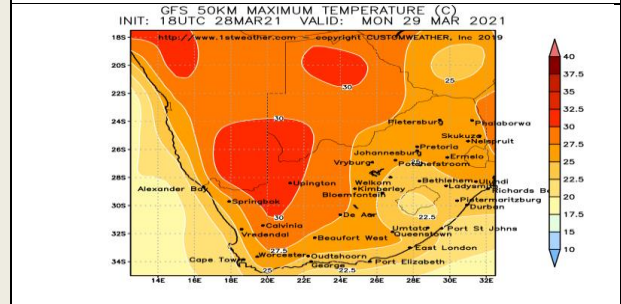 GFS 50KM MAXIMUM TEMPERATURE (C)
INIT: 18UTC 28MAR21 VALID: MON 29 MAR 2021
http://www.1stweather.com copyright CUSTOMWEATHER, Inc 2019
18S
20S
22S
24S
26S
28S
30S
32S
34S
14E 16E 18E 20E 22E 24E 26E 28E 30E 32E
30
25
30
Pietersburg Phalaborwa
Skukuza
Nelspruit
Pretoria
Johannesburg
Ermelo
Vryburg Potchefstroom
25
Welkom Bethlehem Ulundi
Alexander Bay Upington Kimberley Ladysmith
Richards B
Bloemfontein
Springbok Pietermaritzburg
Durban
30 De Aar 22.5
Calvinia Umtata Port St Johns
Vredendal Beaufort West Queenstown
27.5 East London
Cape Town Worcester Oudtshoorn
George Port Elizabeth
25 22.5
40
37.5
35
32.5
30
27.5
25
22.5
20
17.5
15
10